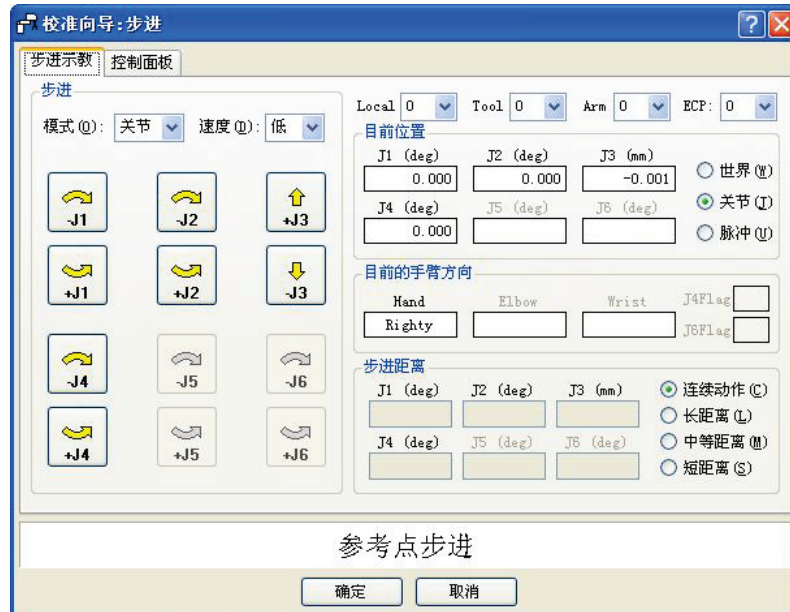 校准向导:步进
步进示教 控制面板
步进
模式(O): 关节 速度(D): 低
-J1 -J2 +J3
+J1 +J2 -J3
-J4 -J5 -J6
+J4 +J5 +J6
Local 0 Tool 0 Arm 0 ECP: 0
目前位置
J1 (deg) J2 (deg) J3 (mm)
0.000 0.000 -0.001
J4 (deg) J5 (deg) J6 (deg)
0.000
世界(W)
关节(J)
脉冲(U)
目前的手臂方向
Hand Elbow Wrist J4Flag
Righty J6Flag
步进距离
J1 (deg) J2 (deg) J3 (mm)
J4 (deg) J5 (deg) J6 (deg)
连续动作(C)
长距离(L)
中等距离(M)
短距离(S)
参考点步进
确定 取消